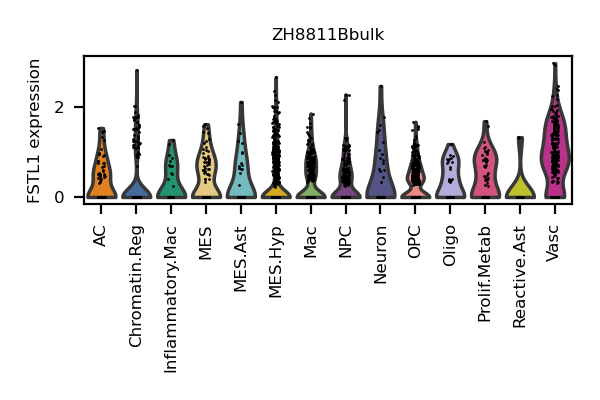 ZH8811Bbulk
FSTL1 expression
2
0
AC
Chromatin.Reg
Inflammatory.Mac
MES
MES.Ast
MES.Hyp
Mac
NPC
Neuron
OPC
Oligo
Prolif.Metab
Reactive.Ast
Vasc